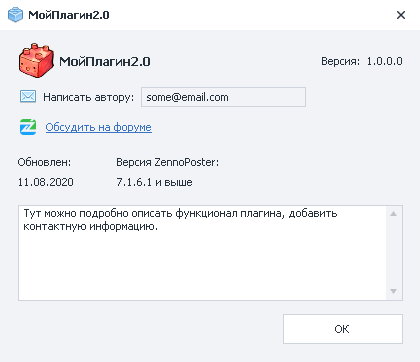 МойПлагин2.0
МойПлагин2.0
Версия: 1.0.0.0
Написать автору: some@email.com
Обсудить на форуме
Обновлен: Версия ZennoPoster:
11.08.2020 7.1.6.1 и выше
Тут можно подробно описать функционал плагина, добавить
контактную информацию.
OK